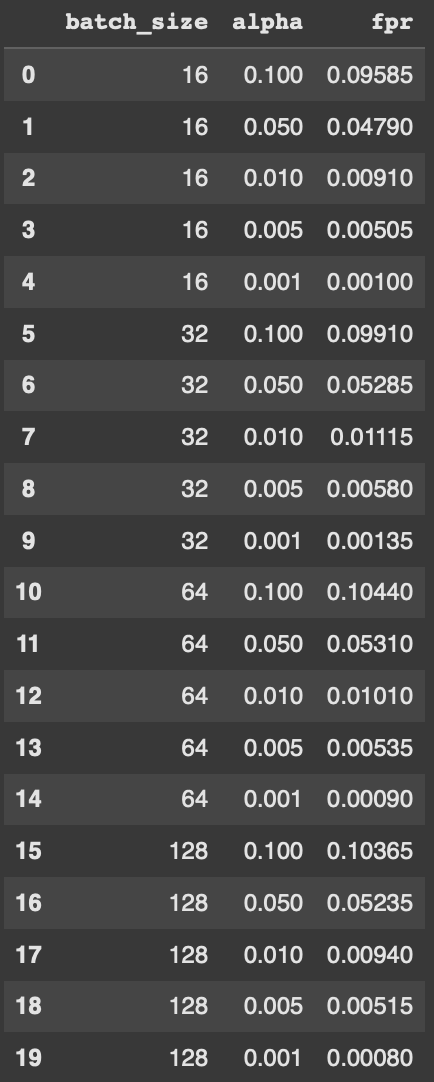 batch_size alpha fpr
0 16 0.100 0.09585
1 16 0.050 0.04790
2 16 0.010 0.00910
3 16 0.005 0.00505
4 16 0.001 0.00100
5 32 0.100 0.09910
6 32 0.050 0.05285
7 32 0.010 0.01115
8 32 0.005 0.00580
9 32 0.001 0.00135
10 64 0.100 0.10440
11 64 0.050 0.05310
12 64 0.010 0.01010
13 64 0.005 0.00535
14 64 0.001 0.00090
15 128 0.100 0.10365
16 128 0.050 0.05235
17 128 0.010 0.00940
18 128 0.005 0.00515
19 128 0.001 0.00080